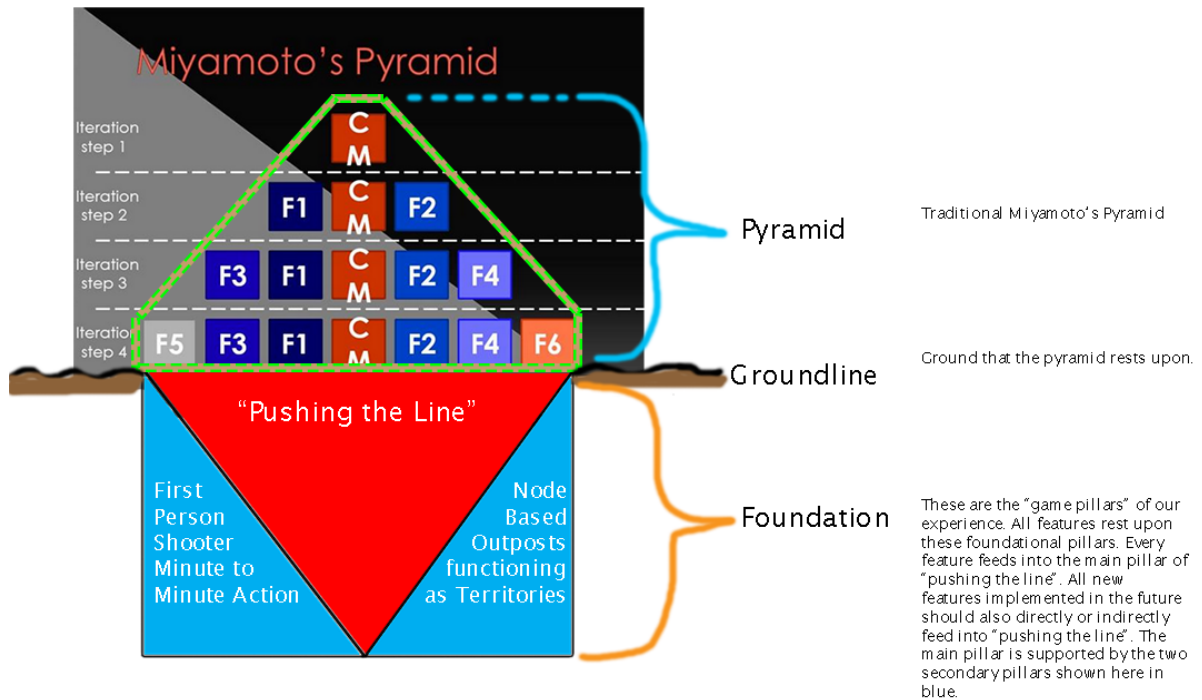 Miyamoto's Pyramid
Iteration
step 1
C
M
Iteration
step 2
F1
C
M
F2
Iteration
step 3
F3
F1
C
M
F2
F4
Iteration
step 4
F5
F3
F1
C
M
F2
F4
F6
Pyramid
Traditional Miyamoto's Pyramid
Groundline
Ground that the pyramid rests upon.
“Pushing the Line”
First
Person
Shooter
Minute to
Minute Action
Node
Based
Outposts
functioning
as Territories
Foundation
These are the “game pillars” of our
experience. All features rest upon
these foundational pillars. Every
feature feeds into the main pillar of
“pushing the line”. All new
features implemented in the future
should also directly or indirectly
feed into “pushing the line”. The
main pillar is supported by the two
secondary pillars shown here in
blue.